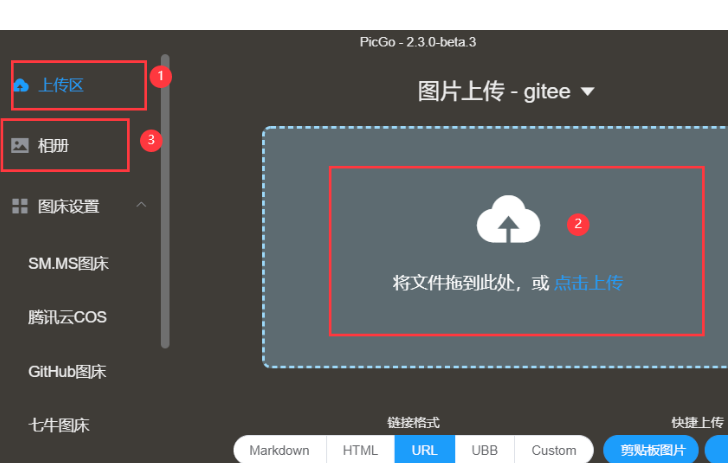 PicGo - 2.3.0-beta.3
上传区
1
图片上传 - gitee
相册
3
图床设置
2
SM.MS图床
将文件拖到此处，或 点击上传
腾讯云COS
GitHub图床
七牛图床
链接格式
快捷上传
Markdown HTML URL UBB Custom 剪贴板图片